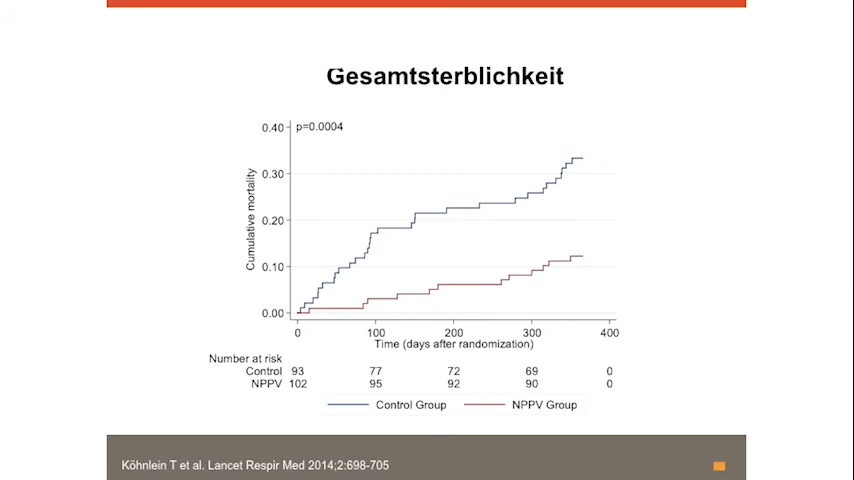 Gesamtsterblichkeit
p=0.0004
0.40
0.30
0.20
0.10
0.00
Cumulative mortality
0 100 200 300 400
Time (days after randomization)
Number at risk
Control 93 77 72 69 0
NPPV 102 95 92 90 0
Control Group NPPV Group
Köhnlein T et al. Lancet Respir Med 2014;2:698-705